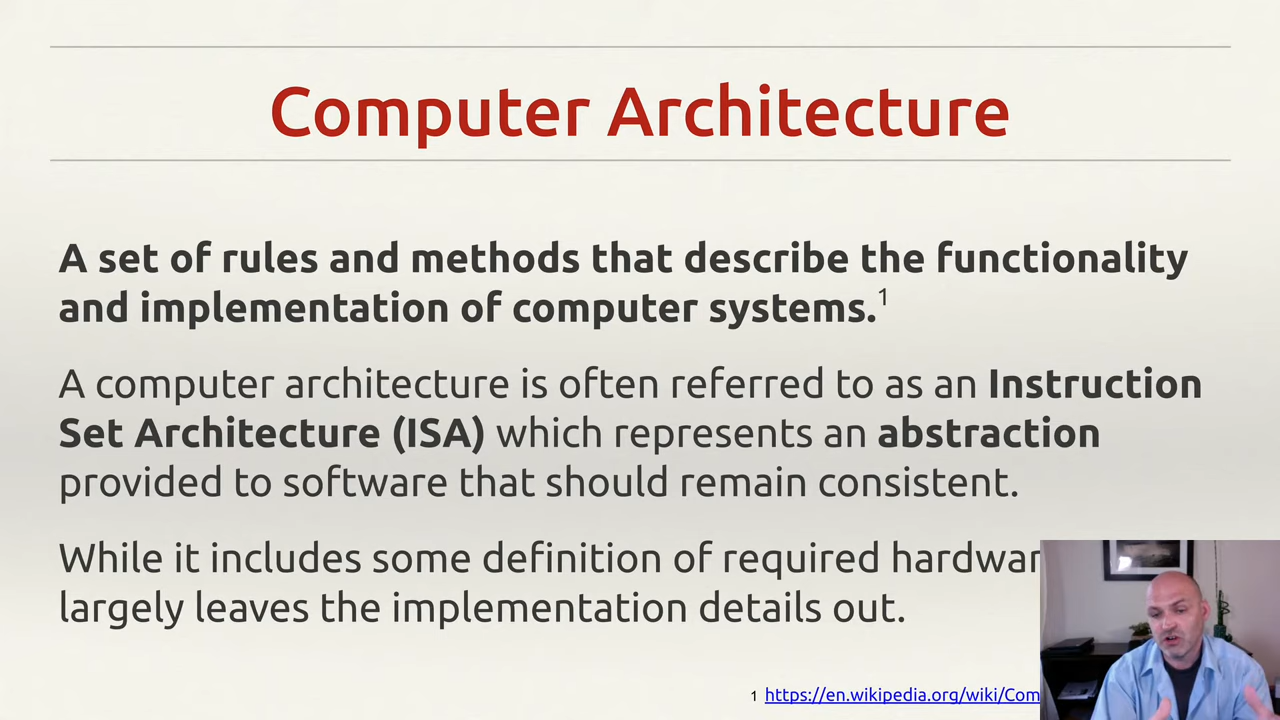 Computer Architecture
A set of rules and methods that describe the functionality
and implementation of computer systems.¹
A computer architecture is often referred to as an Instruction
Set Architecture (ISA) which represents an abstraction
provided to software that should remain consistent.
While it includes some definition of required
largely leaves the implementation details out.
1 https://en.wikipedia.org/wiki/Com